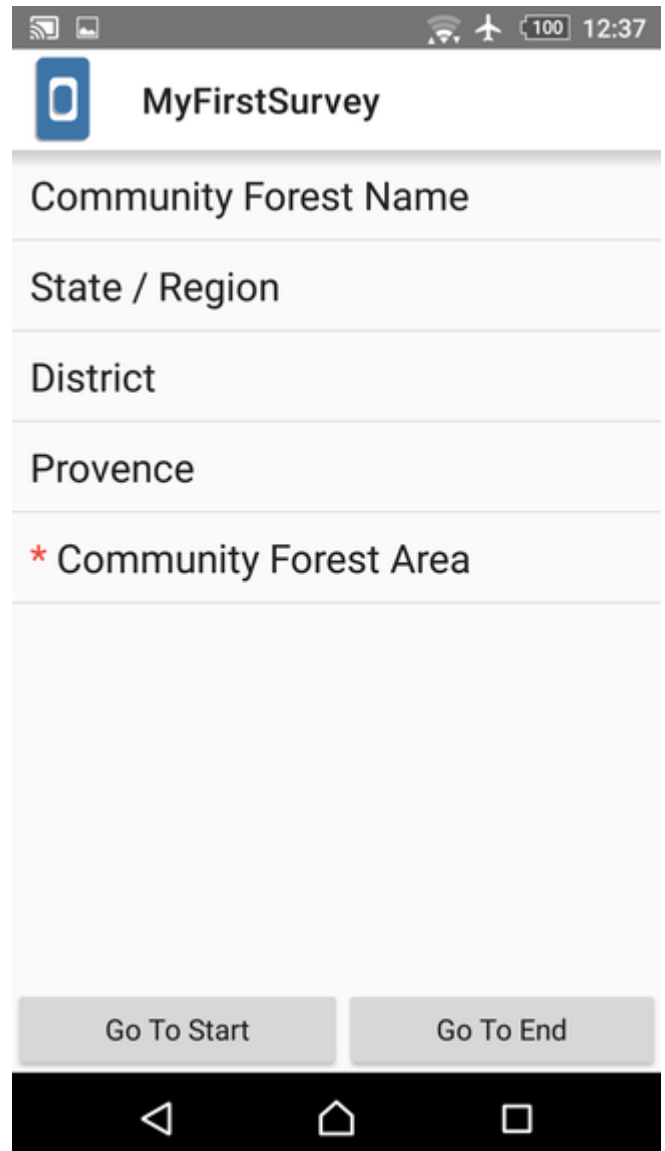 100 12:37
MyFirstSurvey
Community Forest Name
State / Region
District
Provence
* Community Forest Area
Go To Start Go To End